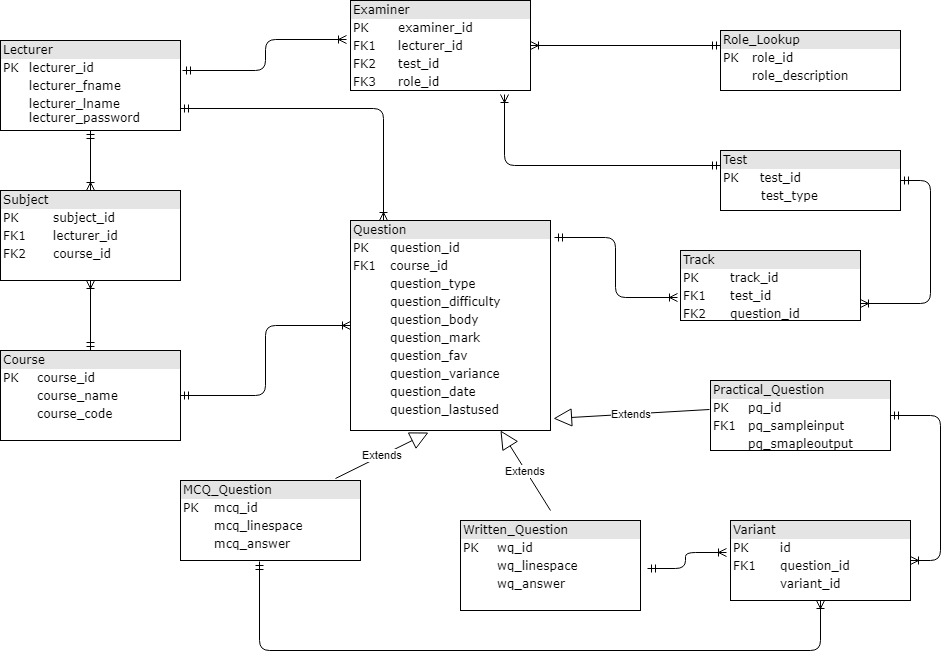 Examiner
PK examiner_id
FK1 lecturer_id
FK2 test_id
FK3 role_id
Role_Lookup
PK role_id
role_description
Lecturer
PK lecturer_id
lecturer_fname
lecturer_lname
lecturer_password
Test
PK test_id
test_type
Subject
PK subject_id
FK1 lecturer_id
FK2 course_id
Question
PK question_id
FK1 course_id
question_type
question_difficulty
question_body
question_mark
question_fav
question_variance
question_date
question_lastused
Track
PK track_id
FK1 test_id
FK2 question_id
Course
PK course_id
course_name
course_code
Practical_Question
PK pq_id
FK1 pq_sampleinput
pq_smapleoutput
Extends
Extends
Extends
MCQ_Question
PK mcq_id
mcq_linespace
mcq_answer
Written_Question
PK wq_id
wq_linespace
wq_answer
Variant
PK id
FK1 question_id
variant_id